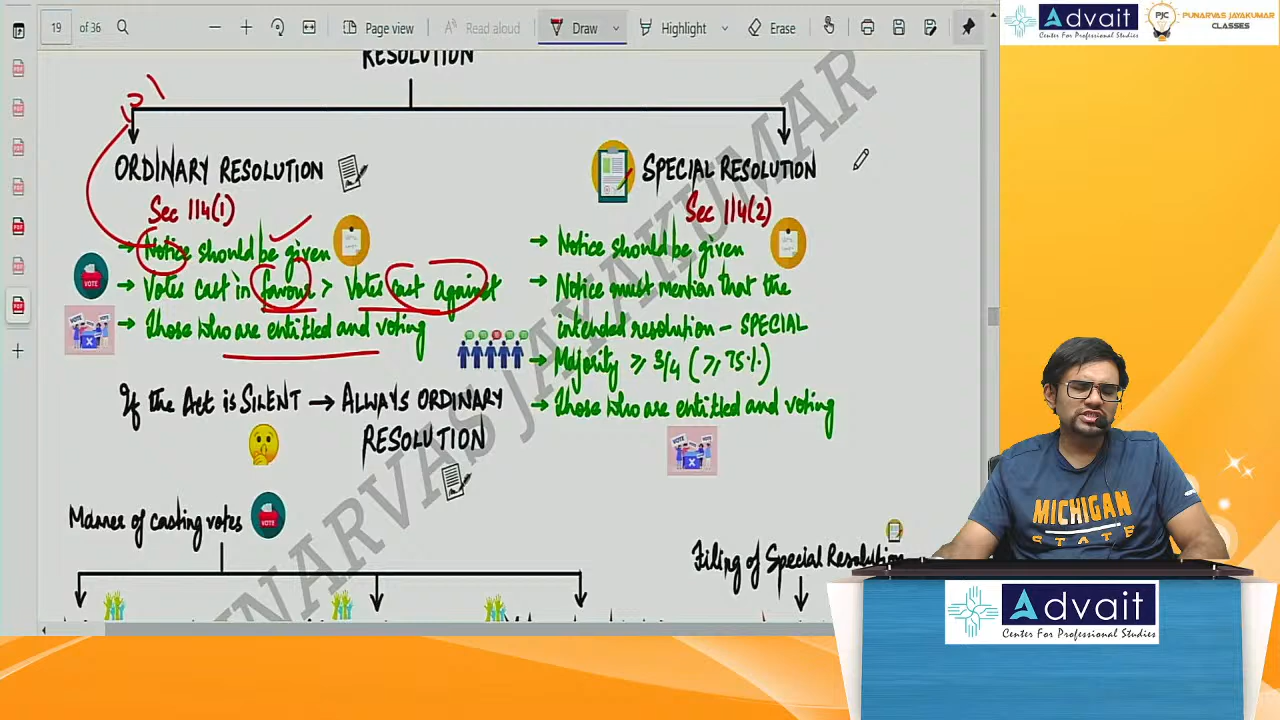 19 of 36 Page view Read aloud Draw Highlight Erase
Advait
Center For Professional Studies
PJC
PUNARVAS JAYAKUMAR
CLASSES
RESOLUTION
ORDINARY RESOLUTION
Sec 114(1)
→ Notice should be given
→ Votes cast in favour > Votes cast against
→ Those who are entitled and voting
If the Act is SILENT → ALWAYS ORDINARY
RESOLUTION
SPECIAL RESOLUTION
Sec 114(2)
→ Notice should be given
→ Notice must mention that the
intended resolution - SPECIAL
→ Majority ≥ 3/4 (≥ 75%)
→ Those who are entitled and voting
Manner of casting votes
Filing of Special Resolution
PUNARVAS JAYAKUMAR
VOTE
VOTE
MICHIGAN
STATE
Advait
Center For Professional Studies